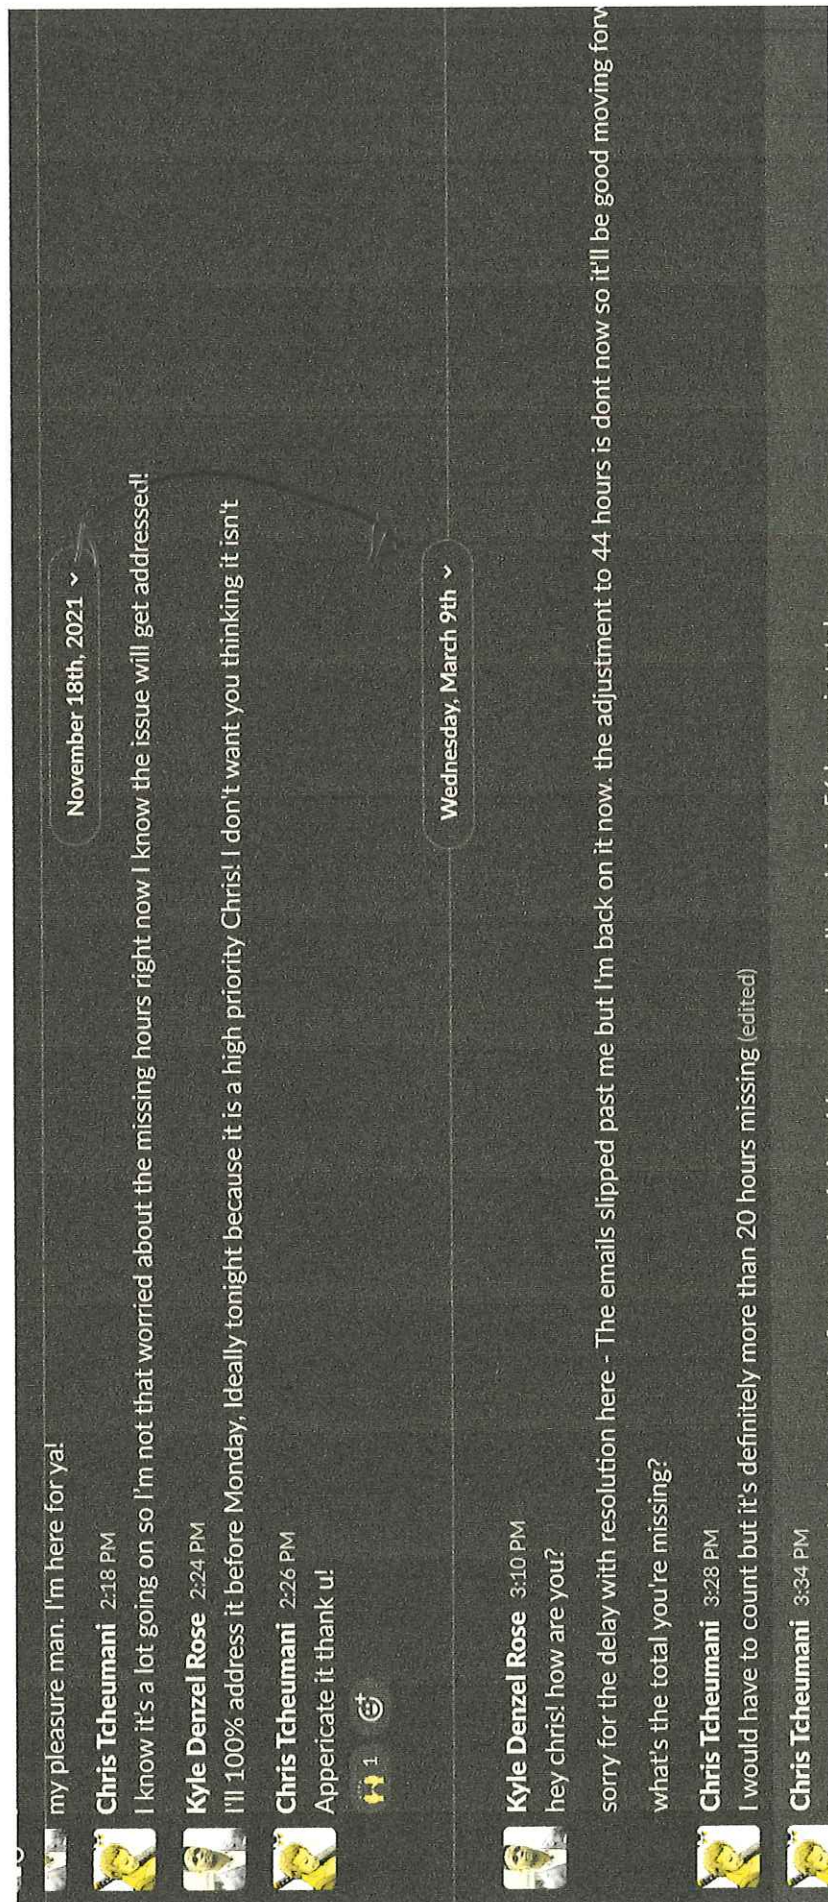 my pleasure man. I'm here for ya!
November 18th, 2021
Chris Tcheumani 2:18 PM
I know it's a lot going on so I'm not that worried about the missing hours right now I know the issue will get addressed!
Kyle Denzel Rose 2:24 PM
I'll 100% address it before Monday, Ideally tonight because it is a high priority Chris! I don't want you thinking it isn't
Chris Tcheumani 2:26 PM
Appericate it thank u!
1
Wednesday, March 9th
Kyle Denzel Rose 3:10 PM
hey chris! how are you?
sorry for the delay with resolution here - The emails slipped past me but I'm back on it now. the adjustment to 44 hours is dont now so it'll be good moving forw
what's the total you're missing?
Chris Tcheumani 3:28 PM
I would have to count but it's definitely more than 20 hours missing (edited)
Chris Tcheumani 3:34 PM